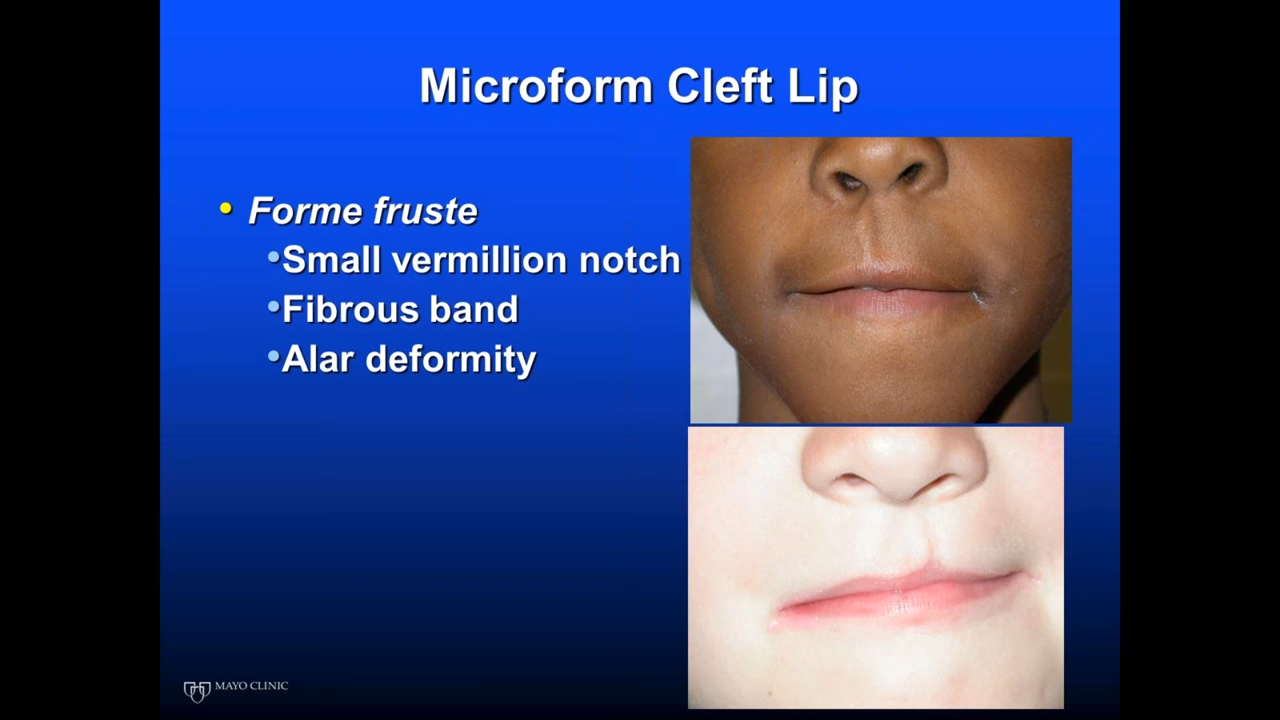 Microform Cleft Lip
• Forme fruste
•Small vermillion notch
•Fibrous band
•Alar deformity
MAYO CLINIC